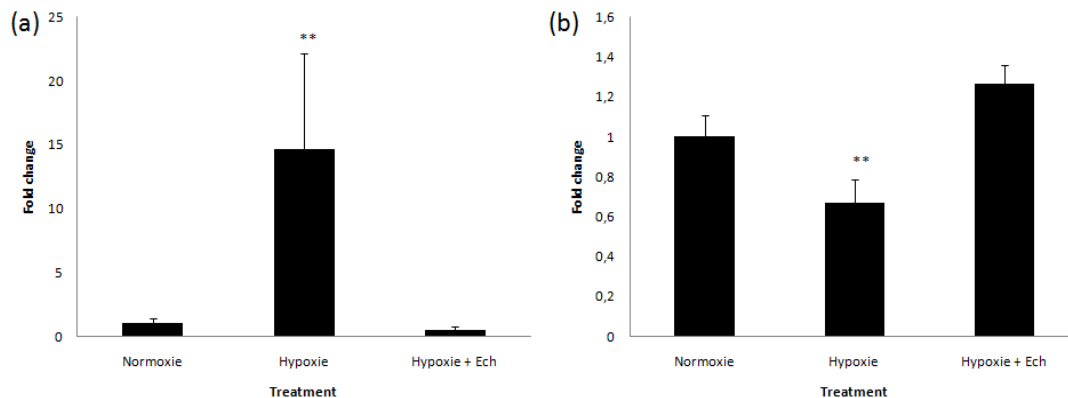 (a)
25
20
15
10
5
0
Fold change
**
Normoxie
Hypoxie
Hypoxie + Ech
Treatment
(b)
1,6
1,4
1,2
1
0,8
0,6
0,4
0,2
0
Fold change
**
Normoxie
Hypoxie
Hypoxie + Ech
Treatment